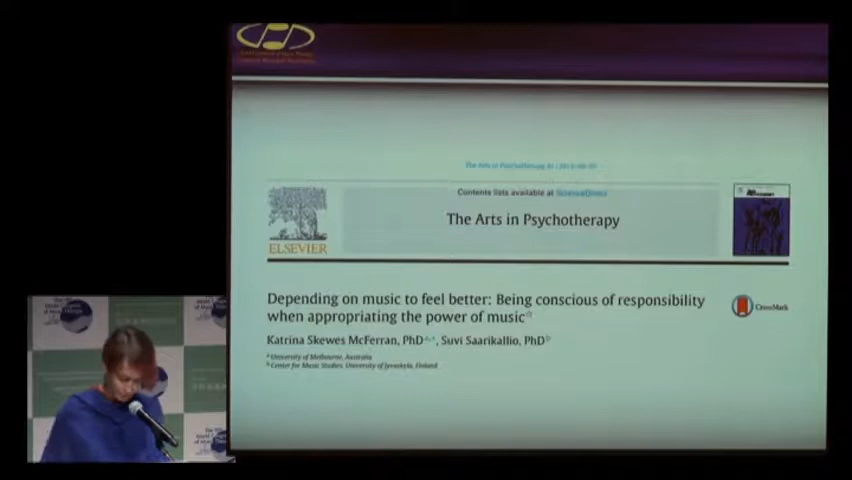 Contents lists available at ScienceDirect
The Arts in Psychotherapy
ELSEVIER
Depending on music to feel better: Being conscious of responsibility
when appropriating the power of music☆
CrossMark
Katrina Skewes McFerran, PhD a,*, Suvi Saarikallio, PhD b
a University of Melbourne, Australia
b Center for Music Studies, University of Jyvaskyla, Finland